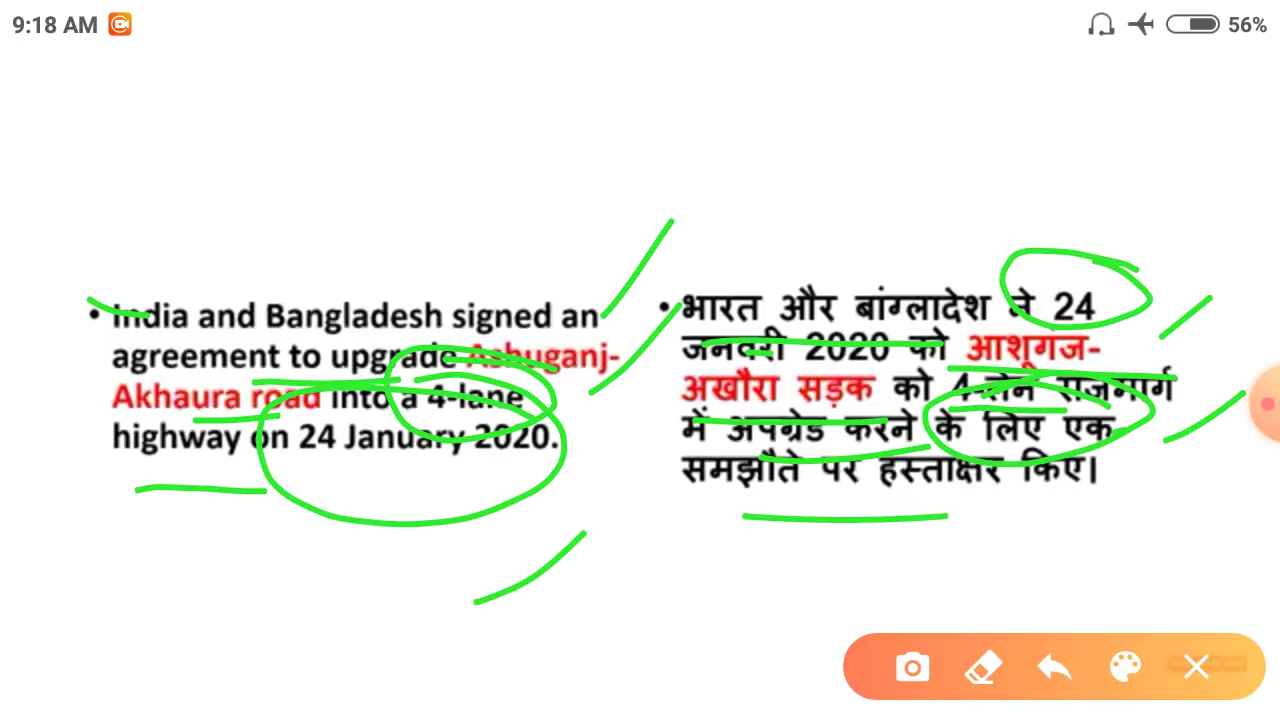 9:18 AM
56%
• India and Bangladesh signed an
agreement to upgrade Ashuganj-
Akhaura road into a 4-lane
highway on 24 January 2020.
• भारत और बांग्लादेश ने 24
जनवरी 2020 को आशूगंज-
अखौरा सड़क को 4-लेन राजमार्ग
में अपग्रेड करने के लिए एक
समझौते पर हस्ताक्षर किए।